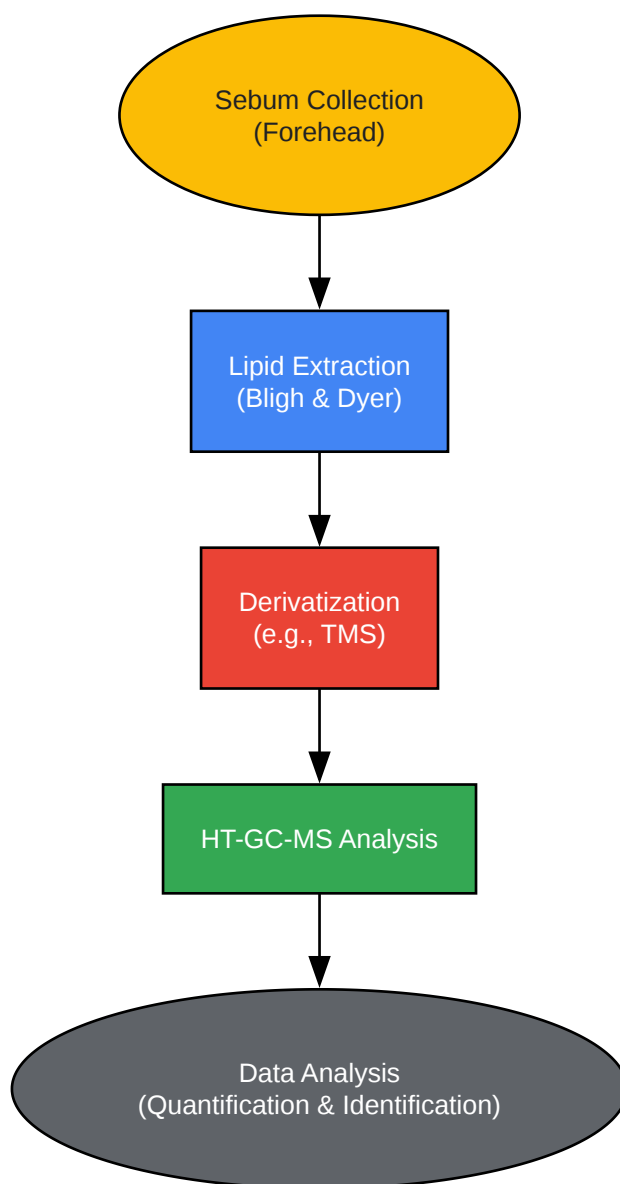 Sebum Collection
(Forehead)
Lipid Extraction
(Bligh & Dyer)
Derivatization
(e.g., TMS)
HT-GC-MS Analysis
Data Analysis
(Quantification & Identification)